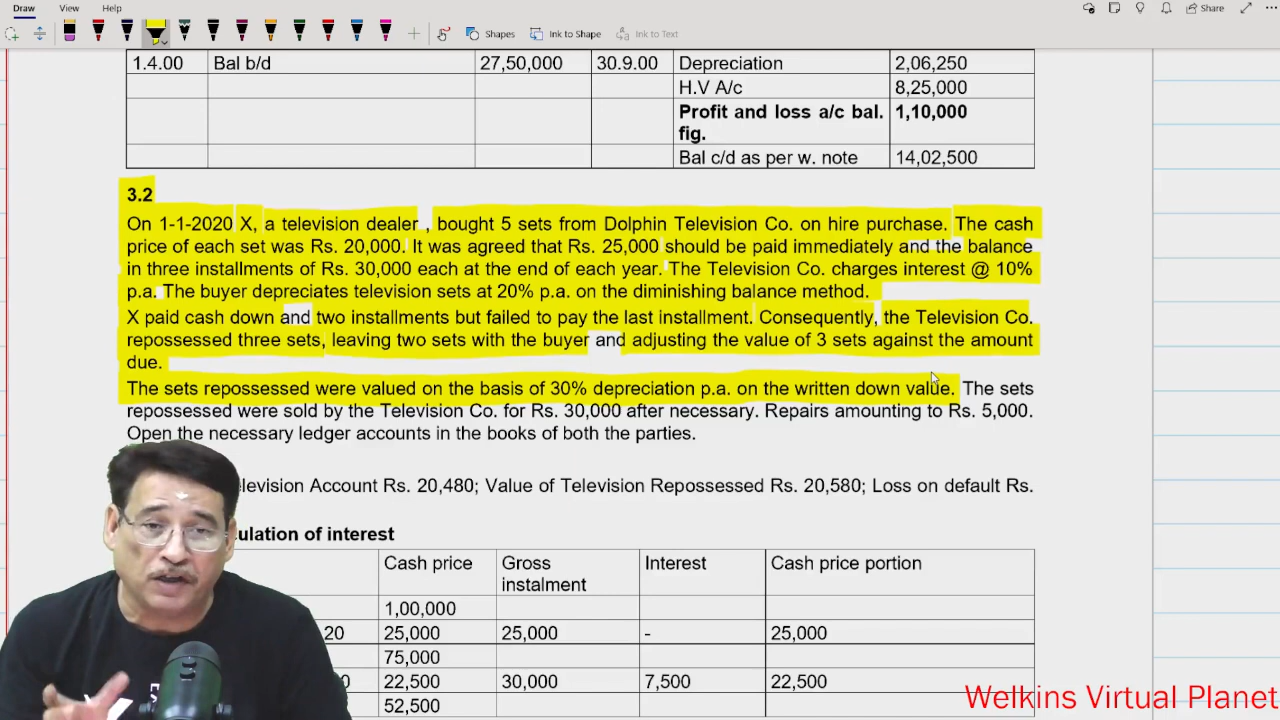 Draw View Help
Shapes Ink to Shape Ink to Text Share
1.4.00 Bal b/d 27,50,000 30.9.00 Depreciation 2,06,250
H.V A/c 8,25,000
Profit and loss a/c bal. 1,10,000
fig.
Bal c/d as per w. note 14,02,500
3.2
On 1-1-2020 X, a television dealer , bought 5 sets from Dolphin Television Co. on hire purchase. The cash
price of each set was Rs. 20,000. It was agreed that Rs. 25,000 should be paid immediately and the balance
in three installments of Rs. 30,000 each at the end of each year. The Television Co. charges interest @ 10%
p.a. The buyer depreciates television sets at 20% p.a. on the diminishing balance method.
X paid cash down and two installments but failed to pay the last installment. Consequently, the Television Co.
repossessed three sets, leaving two sets with the buyer and adjusting the value of 3 sets against the amount
due.
The sets repossessed were valued on the basis of 30% depreciation p.a. on the written down value. The sets
repossessed were sold by the Television Co. for Rs. 30,000 after necessary. Repairs amounting to Rs. 5,000.
Open the necessary ledger accounts in the books of both the parties.
elevision Account Rs. 20,480; Value of Television Repossessed Rs. 20,580; Loss on default Rs.
ulation of interest
Cash price Gross Interest Cash price portion
instalment
1,00,000
20 25,000 25,000 - 25,000
75,000
22,500 30,000 7,500 22,500
52,500
Welkins Virtual Planet